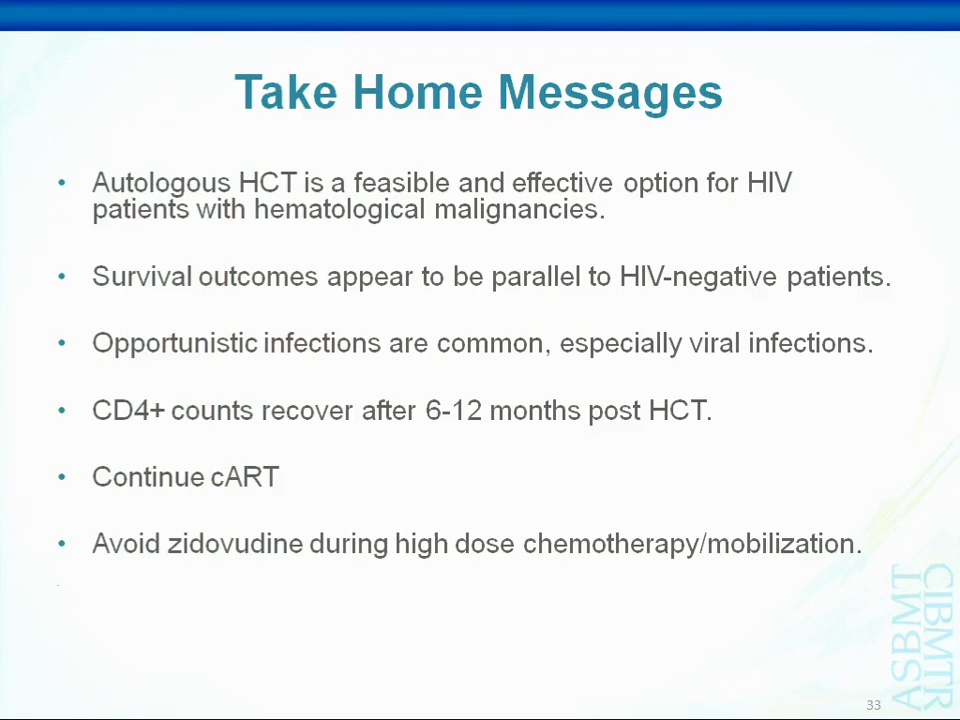 Take Home Messages
• Autologous HCT is a feasible and effective option for HIV
patients with hematological malignancies.
• Survival outcomes appear to be parallel to HIV-negative patients.
• Opportunistic infections are common, especially viral infections.
• CD4+ counts recover after 6-12 months post HCT.
• Continue cART
• Avoid zidovudine during high dose chemotherapy/mobilization.
ASBMT
CIBMTR
33